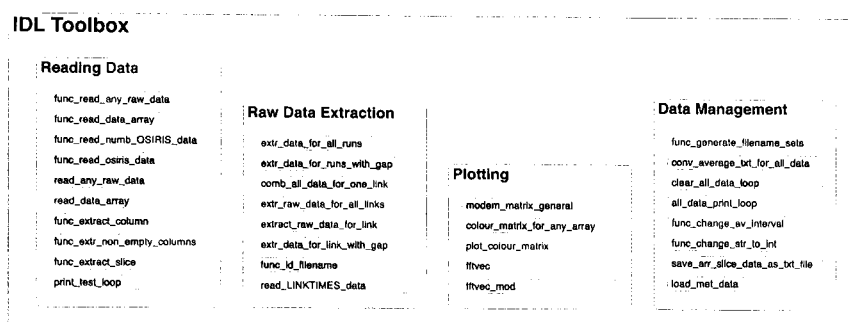 IDL Toolbox
Reading Data
func_read_any_raw_data
func_read_data_array
func_read_numb_OSIRIS_data
func_read_osiris_data
read_any_raw_data
read_data_array
func_extract_column
func_extr_non_empty_columns
func_extract_slice
print_test_loop
Raw Data Extraction
extr_data_for_all_runs
extr_data_for_runs_with_gap
comb_all_data_for_one_link
extr_raw_data_for_all_links
extract_raw_data_for_link
extr_data_for_link_with_gap
func_id_filename
read_LINKTIMES_data
Plotting
modem_matrix_general
colour_matrix_for_any_array
plot_colour_matrix
fftvec
fftvec_mod
Data Management
func_generate_filename_sets
conv_average_txt_for_all_data
clear_all_data_loop
all_data_print_loop
func_change_av_interval
func_change_str_to_int
save_arr_slice_data_as_txt_file
load_met_data